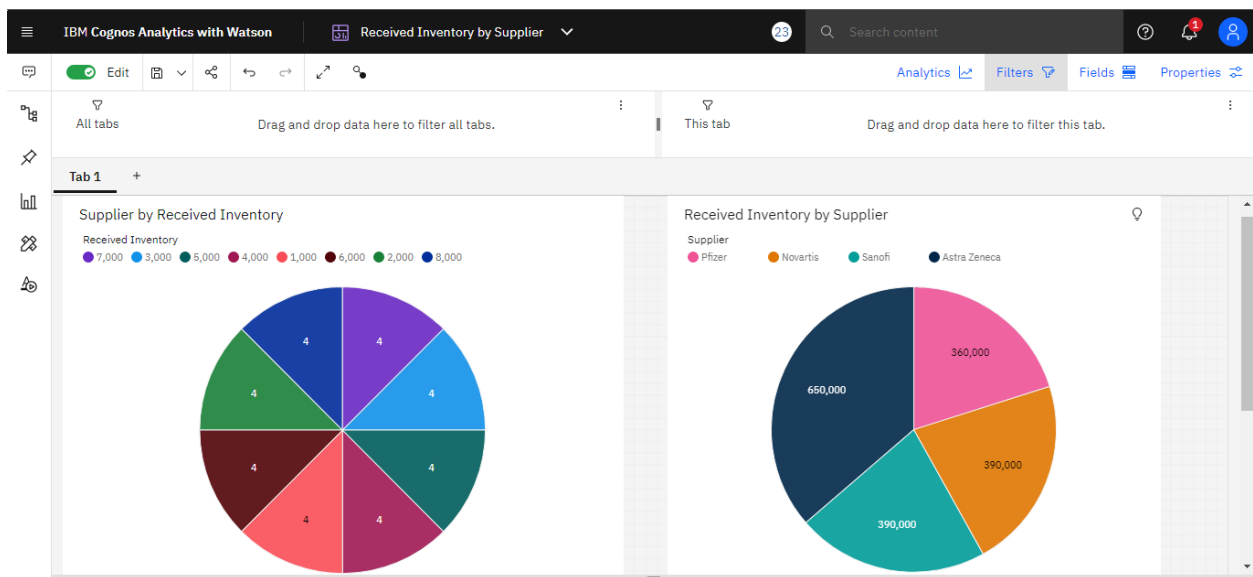 IBM Cognos Analytics with Watson
Received Inventory by Supplier
23
Search content
1
Edit
Analytics
Filters
Fields
Properties
All tabs
Drag and drop data here to filter all tabs.
This tab
Drag and drop data here to filter this tab.
Tab 1 +
Supplier by Received Inventory
Received Inventory
7,000 3,000 5,000 4,000 1,000 6,000 2,000 8,000
4 4
4 4
4 4
4 4
Received Inventory by Supplier
Supplier
Pfizer Novartis Sanofi Astra Zeneca
360,000
650,000
390,000
390,000